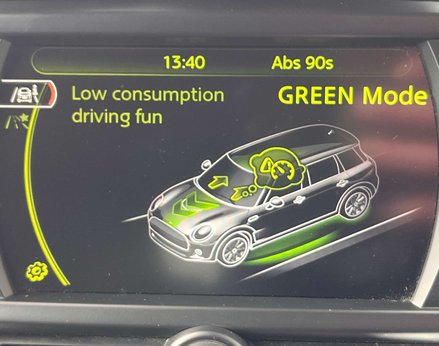 13:40 Abs 90s
Low consumption GREEN Mode
driving fun